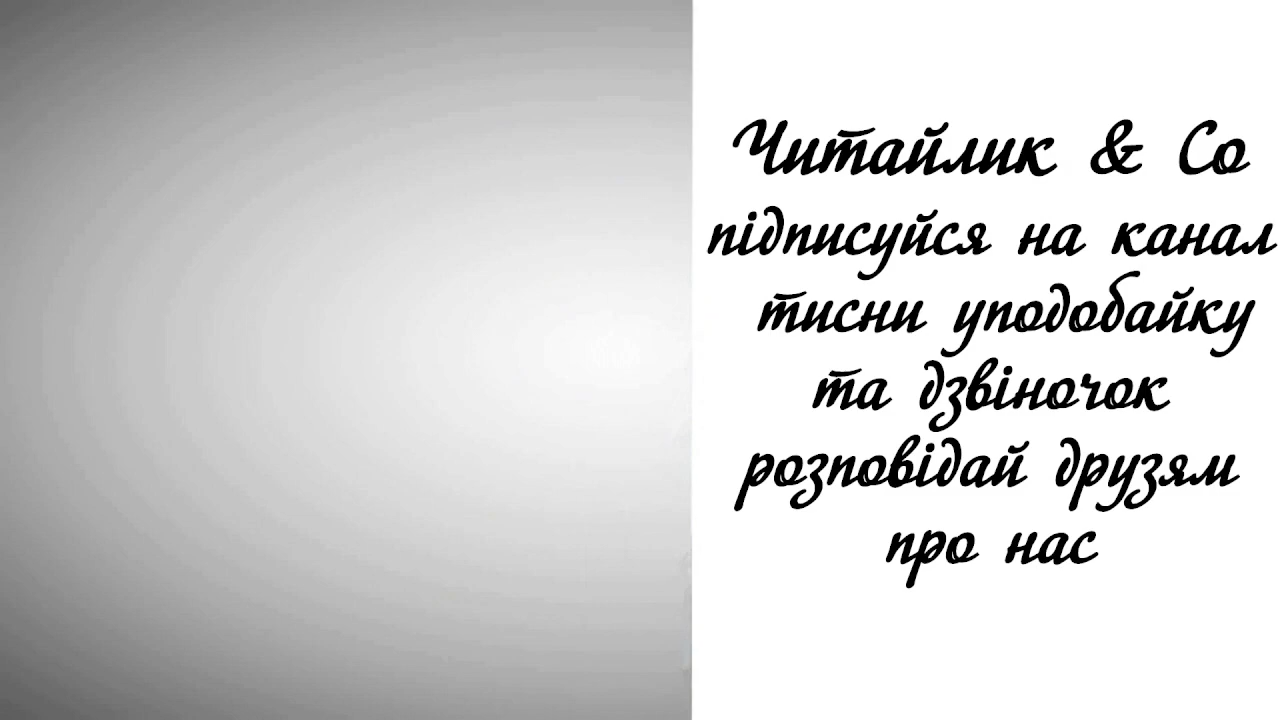 Читайлик & Co
підписуйся на канал
тисни уподобайку
та дзвіночок
розповідай друзям
про нас